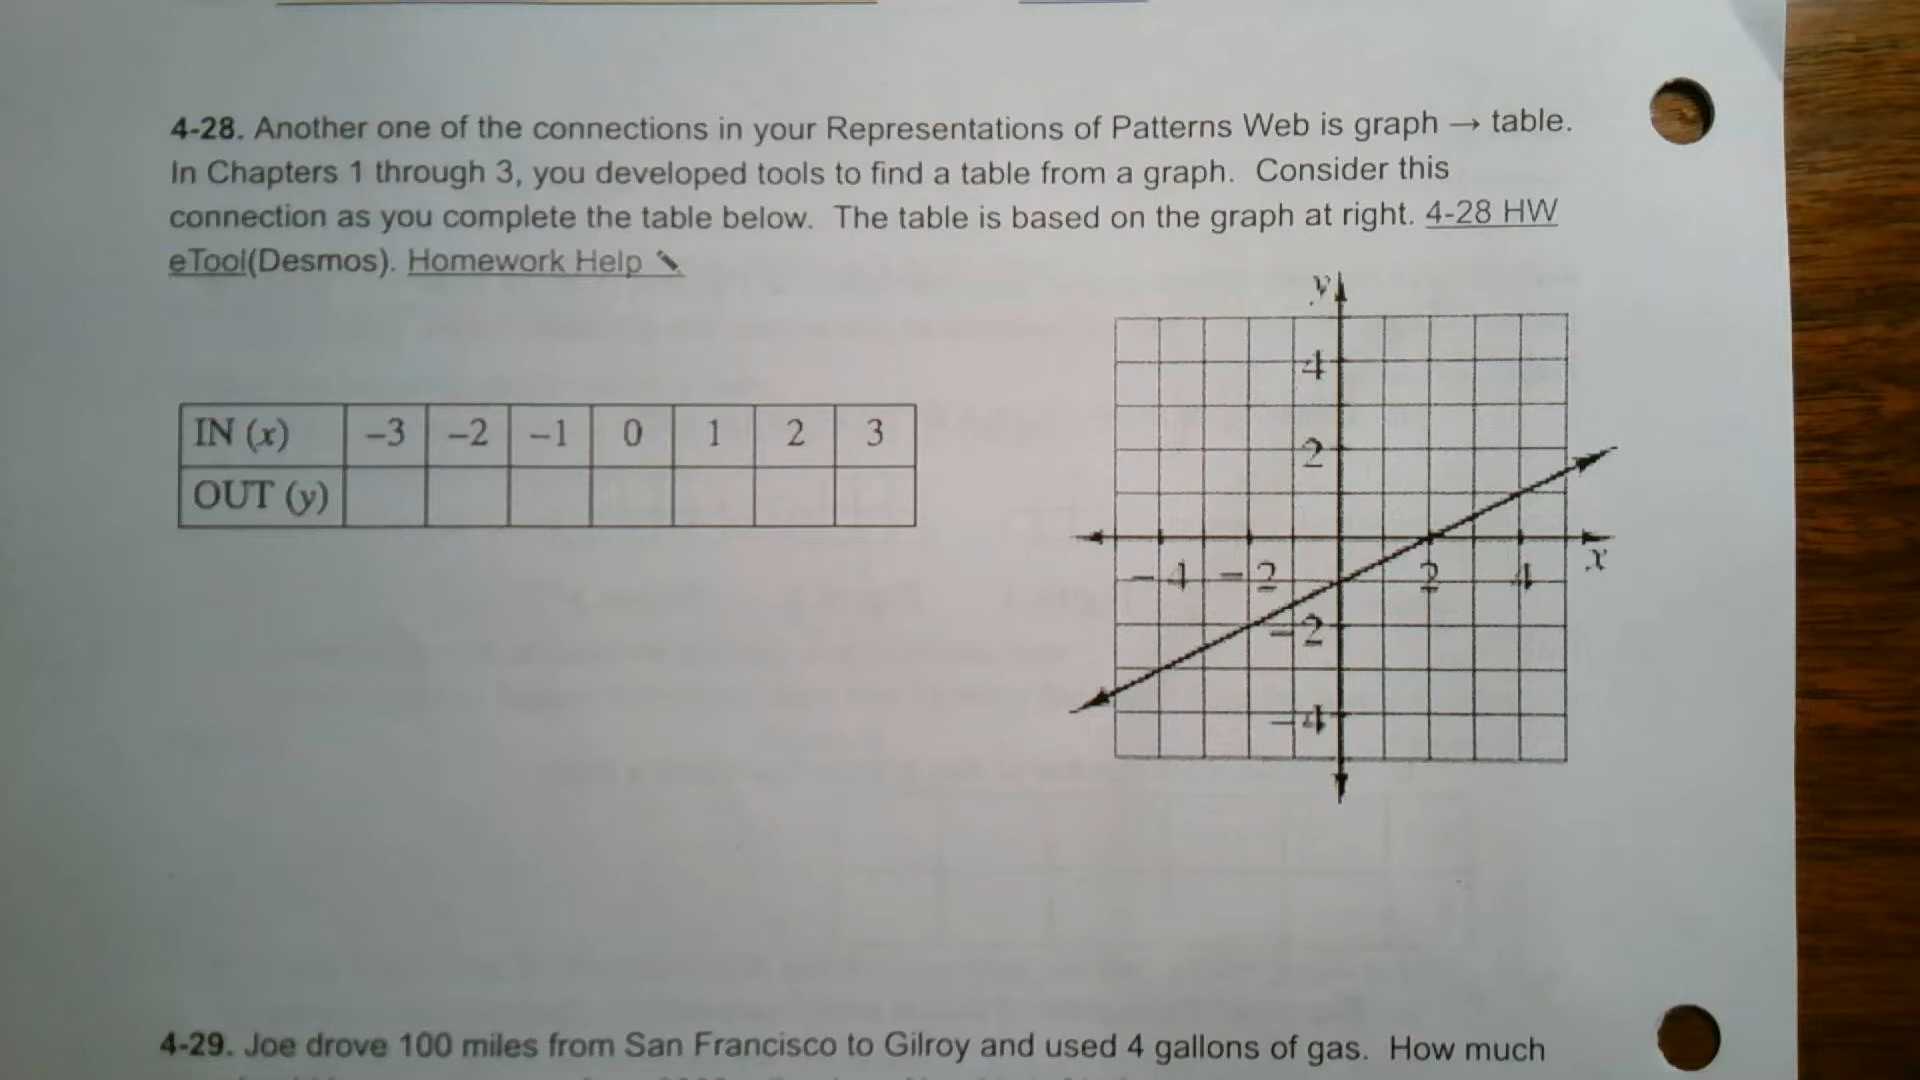 4-28. Another one of the connections in your Representations of Patterns Web is graph → table.
In Chapters 1 through 3, you developed tools to find a table from a graph. Consider this
connection as you complete the table below. The table is based on the graph at right. 4-28 HW
eTool(Desmos). Homework Help ✎
y
4
2
-4 -2 2 4 x
-2
-4
IN (x) -3 -2 -1 0 1 2 3
OUT (y)
4-29. Joe drove 100 miles from San Francisco to Gilroy and used 4 gallons of gas. How much